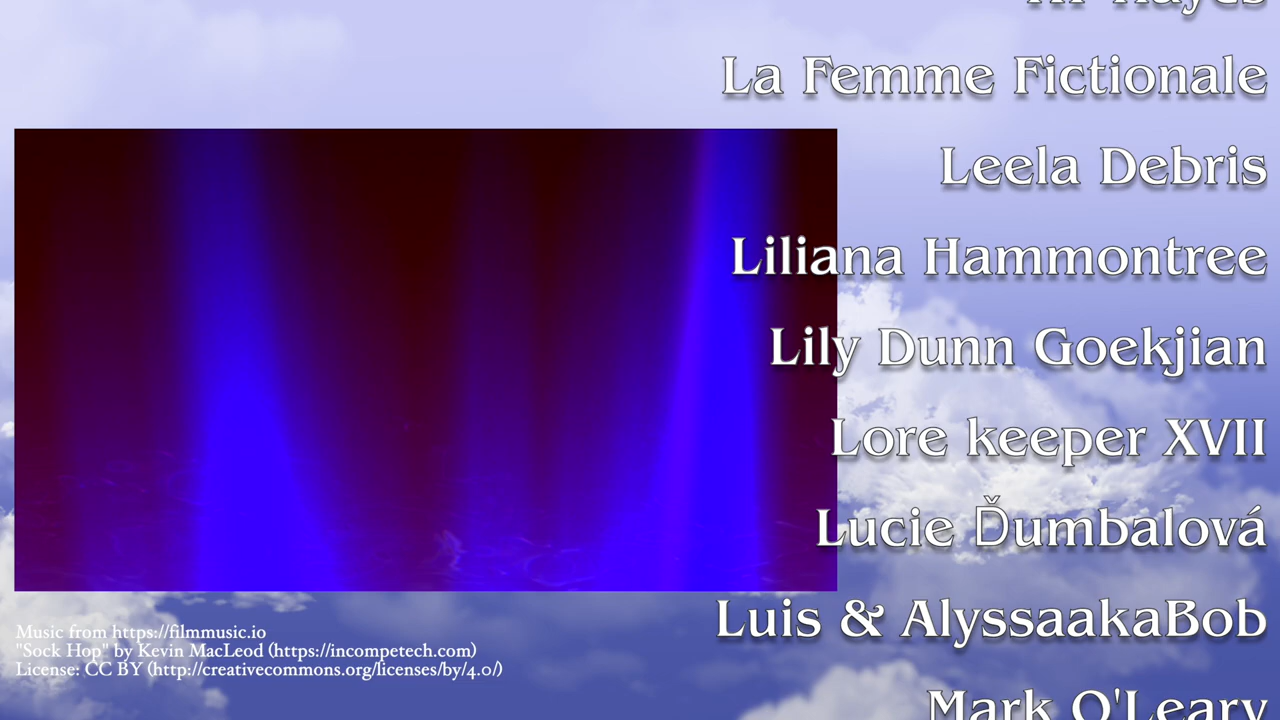 La Femme Fictionale
Leela Debris
Liliana Hammontree
Lily Dunn Goekjian
Lore keeper XVII
Lucie Ďumbalová
Luis & AlyssaakaBob
Mark O'Leary
Music from https://filmmusic.io
"Sock Hop" by Kevin MacLeod (https://incompetech.com)
License: CC BY (http://creativecommons.org/licenses/by/4.0/)